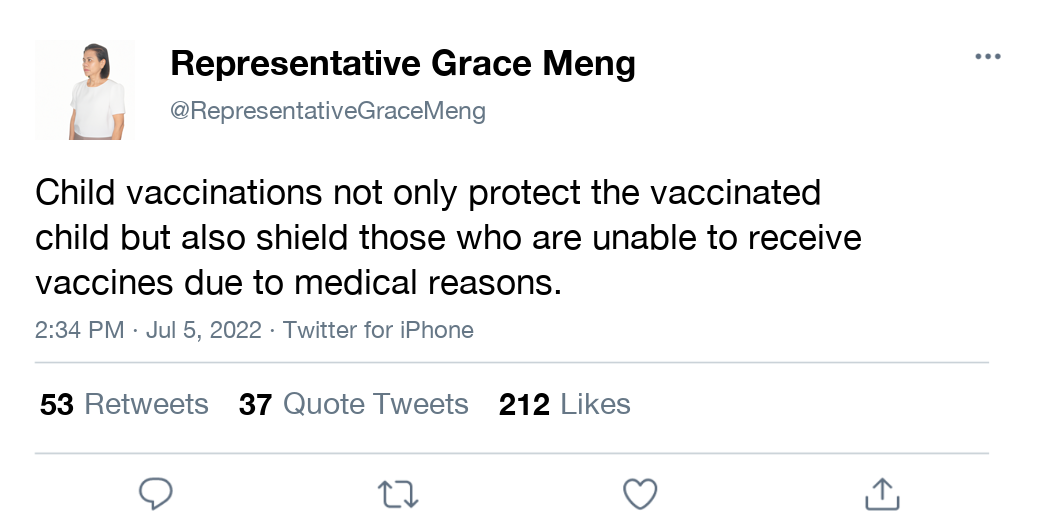 Representative Grace Meng
@RepresentativeGraceMeng
Child vaccinations not only protect the vaccinated
child but also shield those who are unable to receive
vaccines due to medical reasons.
2:34 PM · Jul 5, 2022 · Twitter for iPhone
53 Retweets 37 Quote Tweets 212 Likes